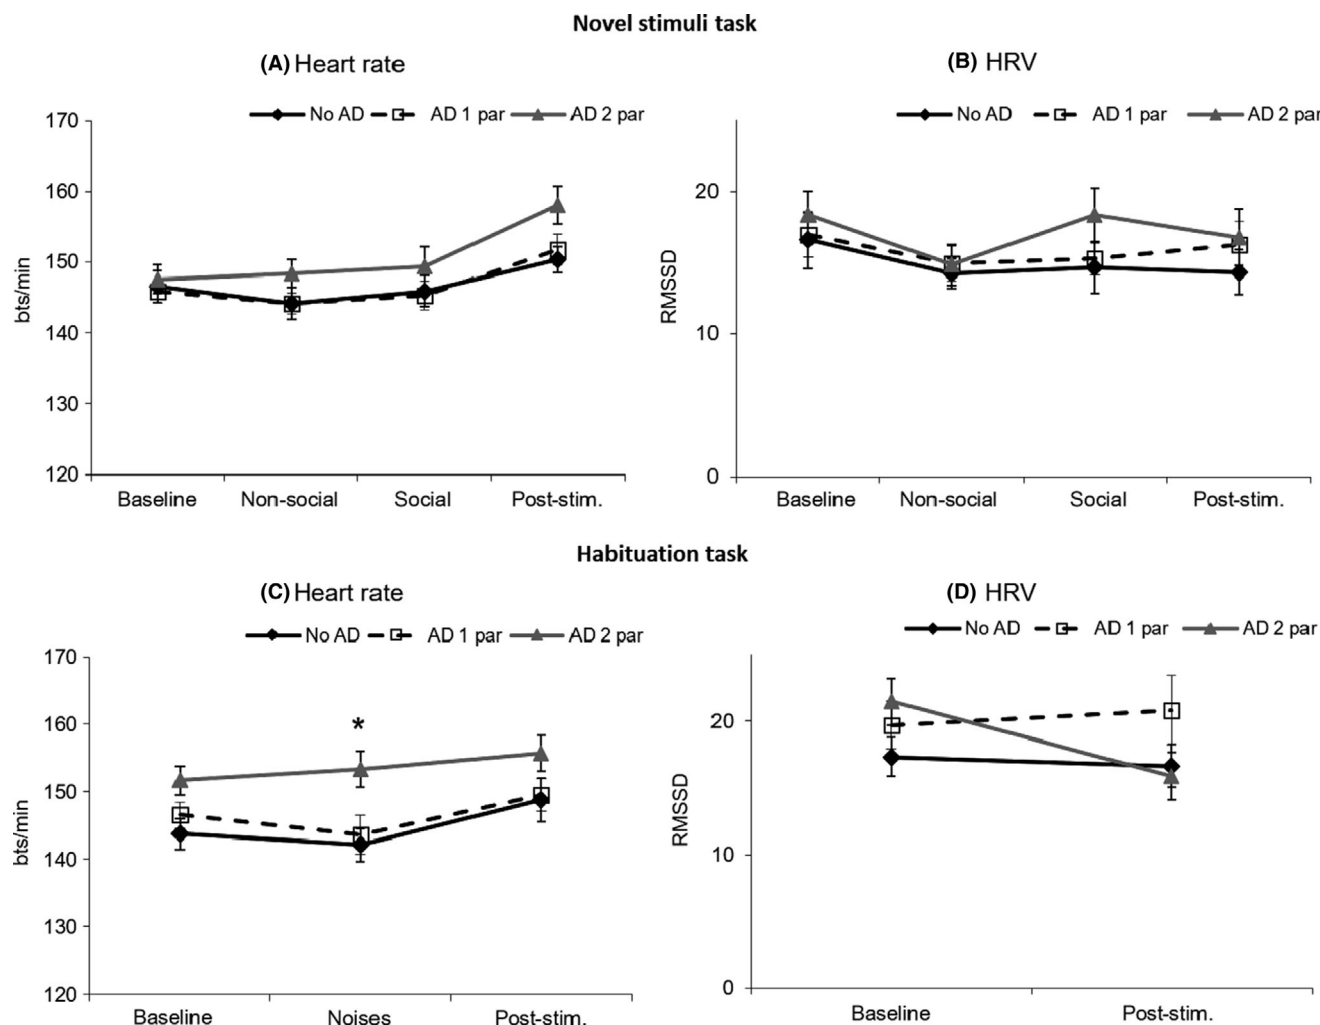 Novel stimuli task
(A) Heart rate
No AD AD 1 par AD 2 par
170
160
150
140
130
120
bts/min
Baseline Non-social Social Post-stim.
(B) HRV
No AD AD 1 par AD 2 par
20
10
0
RMSSD
Baseline Non-social Social Post-stim.
Habituation task
(C) Heart rate
No AD AD 1 par AD 2 par
170
160
150
140
130
120
bts/min
*
Baseline Noises Post-stim.
(D) HRV
No AD AD 1 par AD 2 par
20
10
0
RMSSD
Baseline Post-stim.